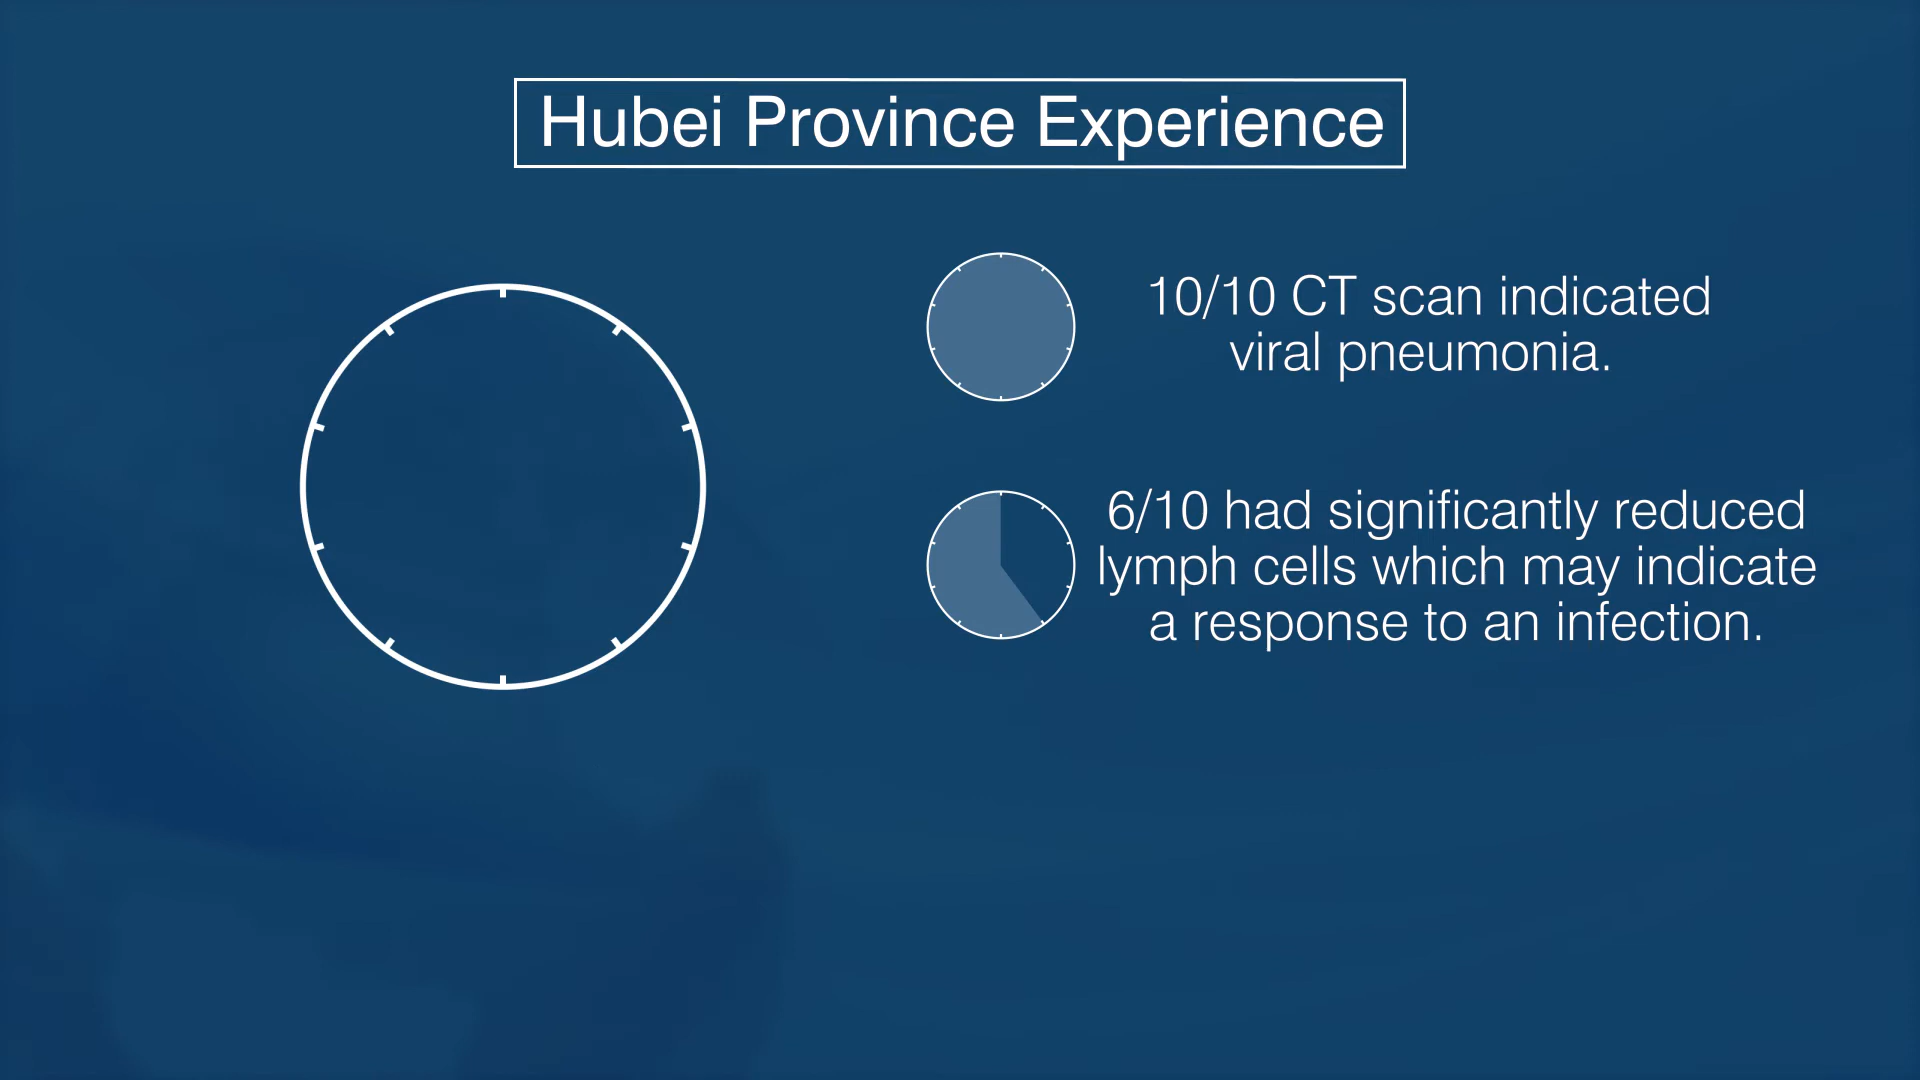 Hubei Province Experience
10/10 CT scan indicated
viral pneumonia.
6/10 had significantly reduced
lymph cells which may indicate
a response to an infection.